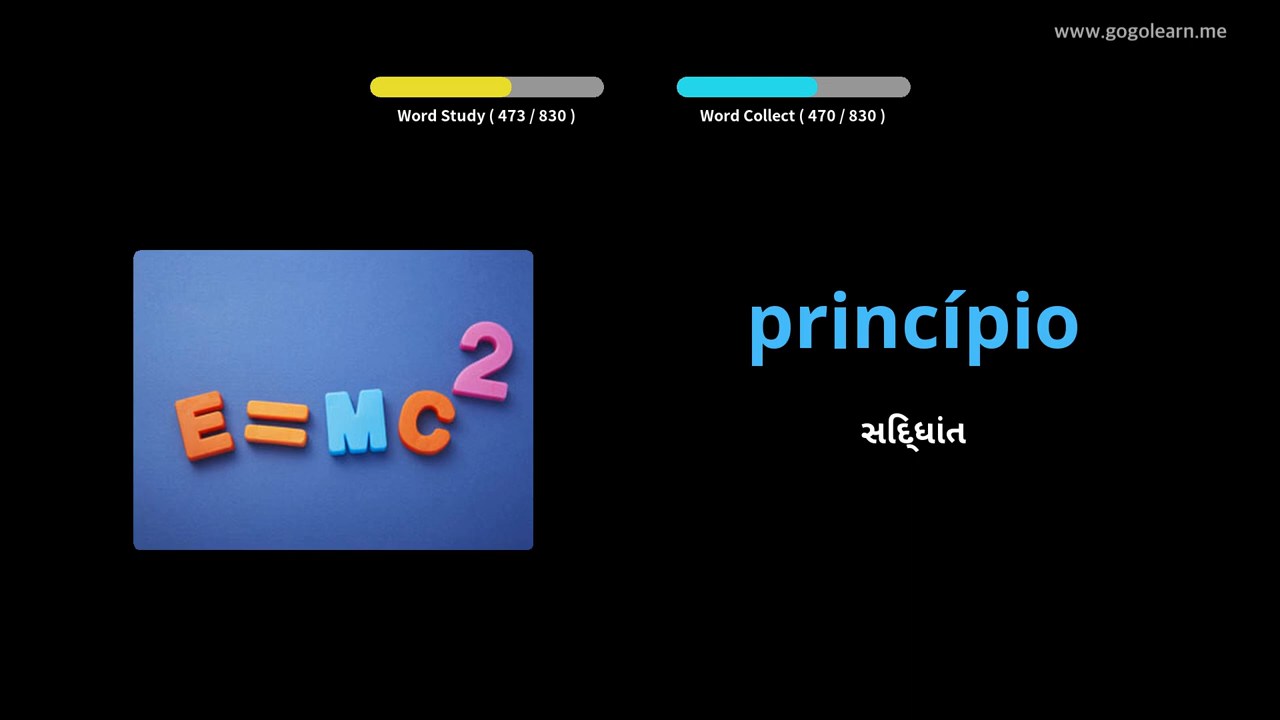 www.gogolearn.me
Word Study ( 473 / 830 )
Word Collect ( 470 / 830 )
E=MC2
princípio
સદ્ધિાંત